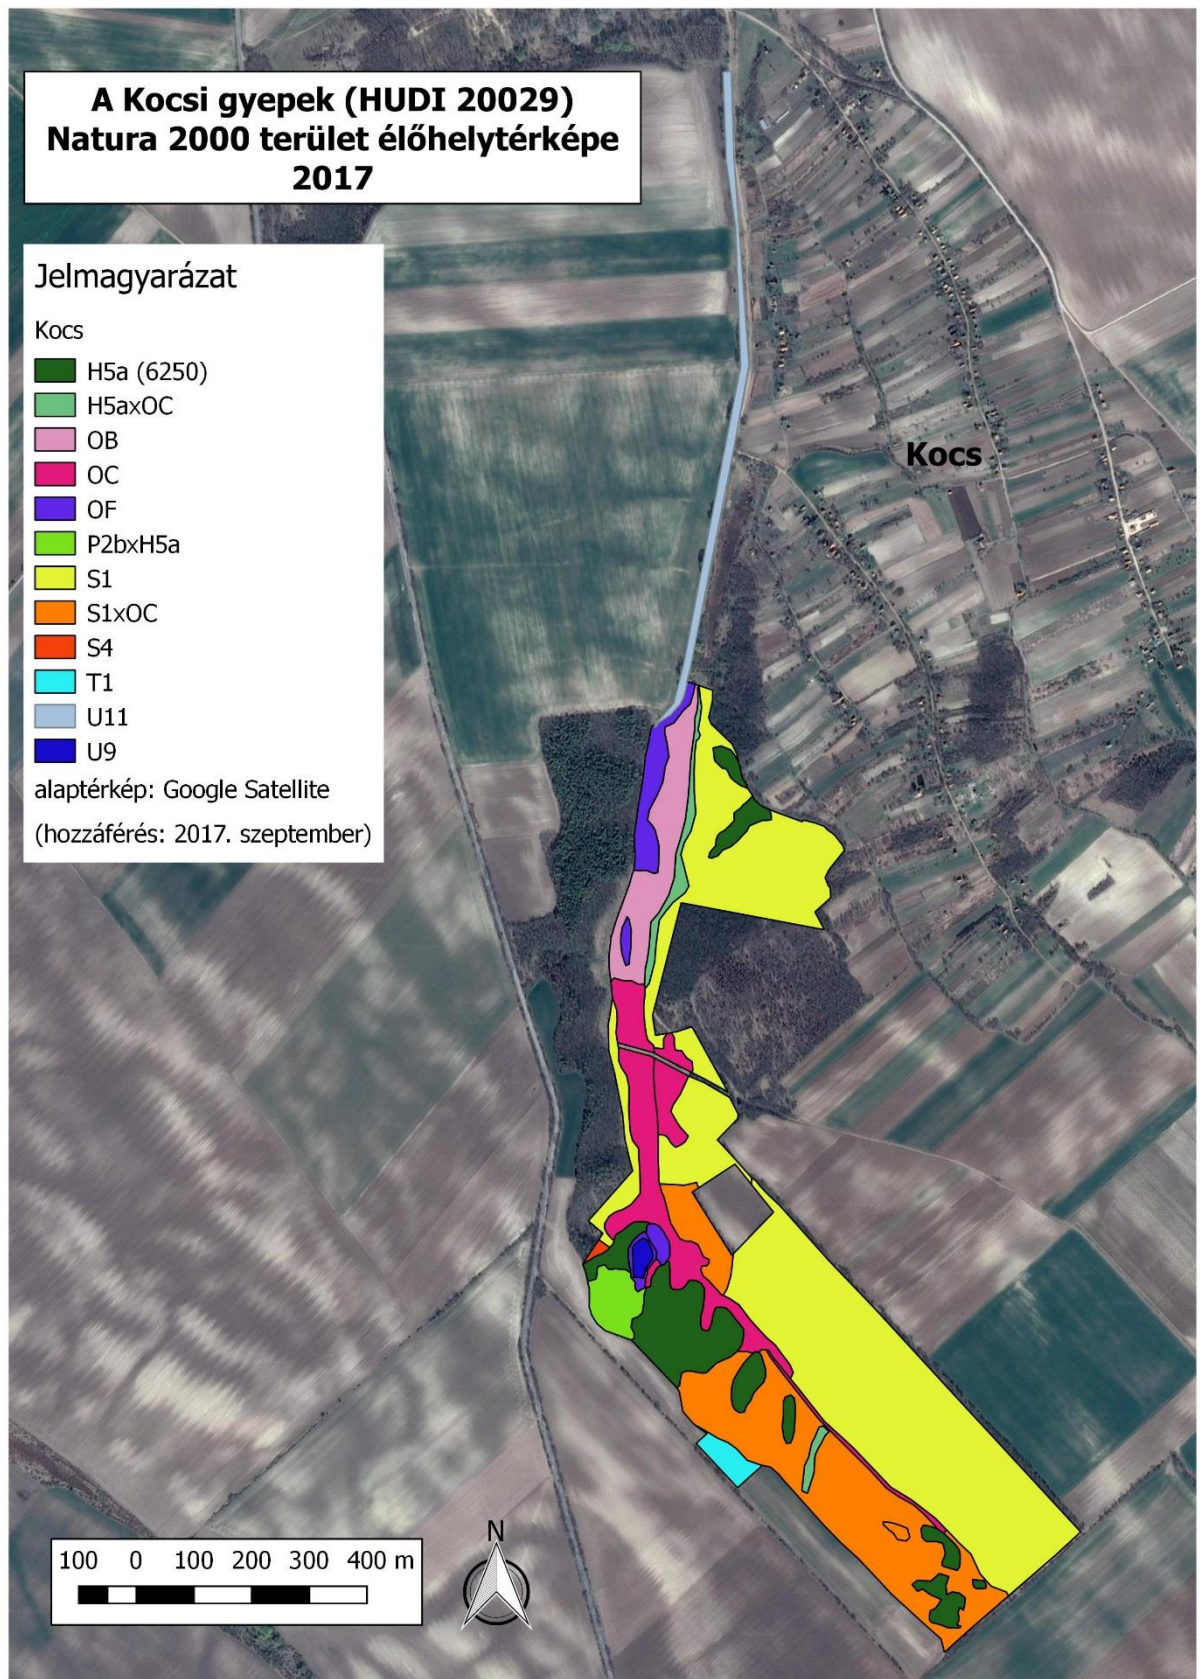 A Kocsi gyepek (HUDI 20029)
Natura 2000 terület élőhelytérképe
2017
Jelmagyarázat
Kocs
H5a (6250)
H5axOC
OB
OC
OF
P2bxH5a
S1
S1xOC
S4
T1
U11
U9
alaptérkép: Google Satellite
(hozzáférés: 2017. szeptember)
Kocs
100 0 100 200 300 400 m
N